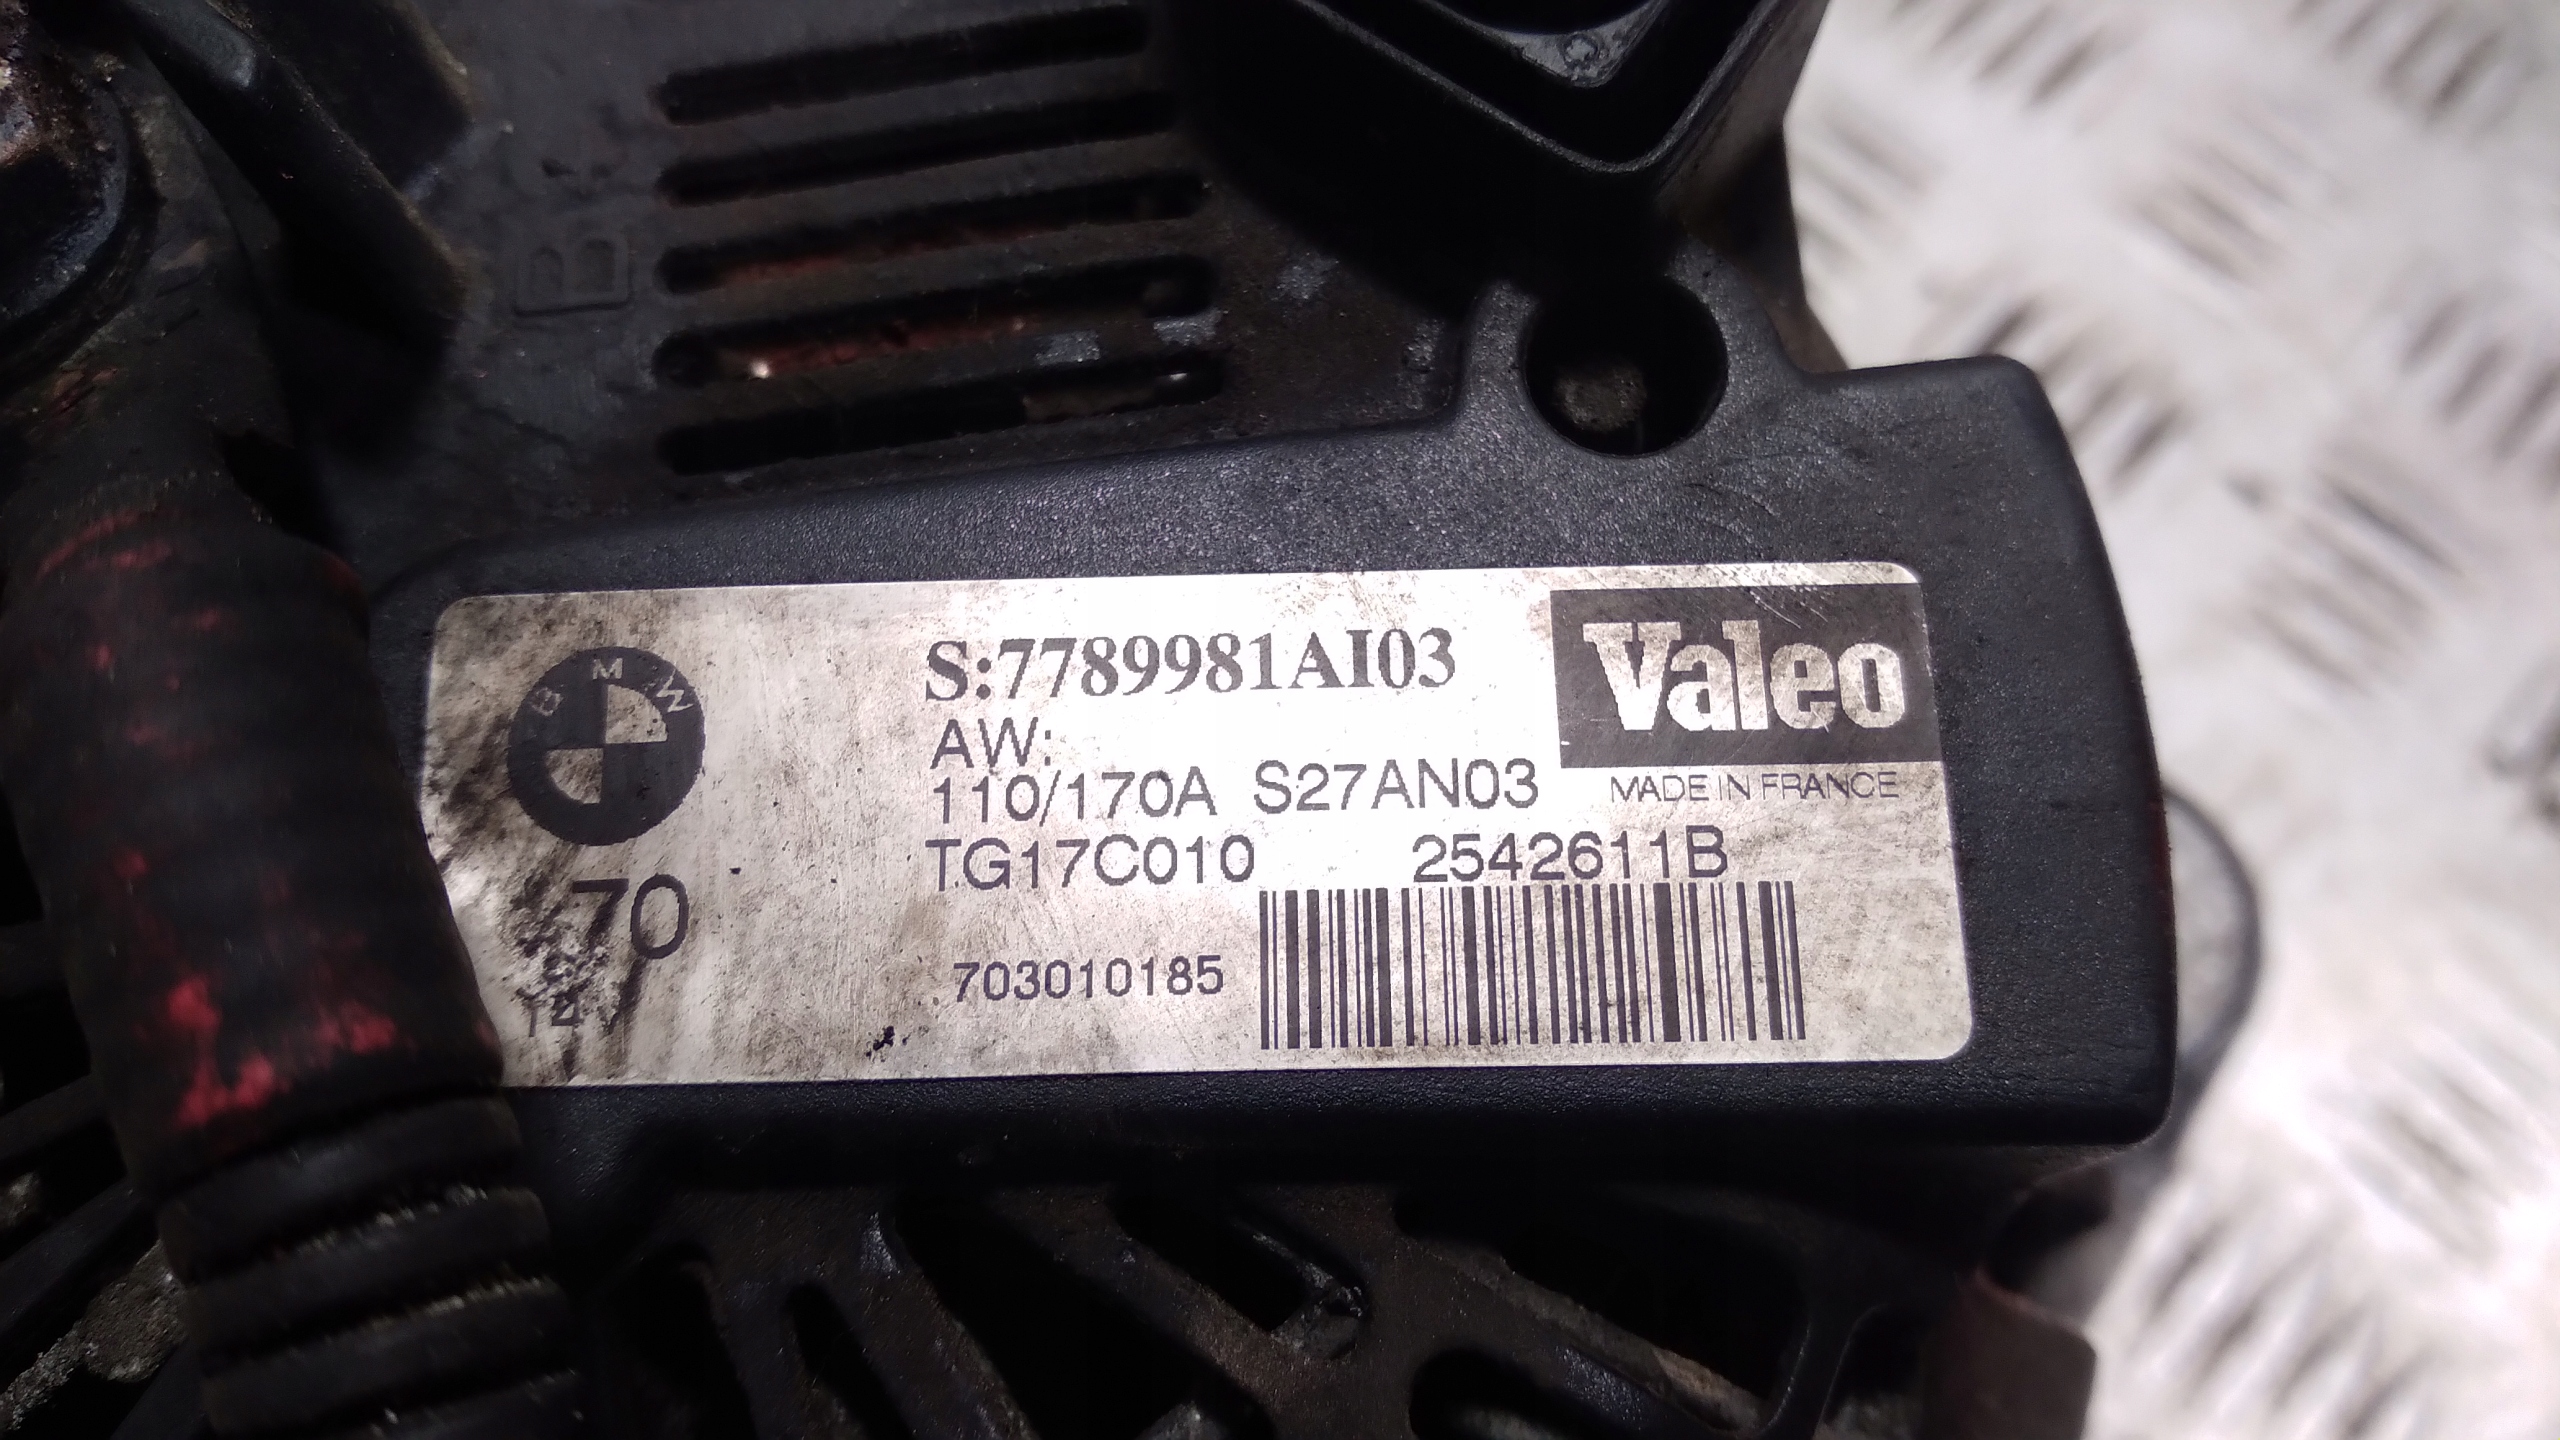 B+
S:7789981AI03
Valeo
BMW
AW:
110/170A S27AN03
MADE IN FRANCE
TG17C010 2542611B
70
703010185
14V